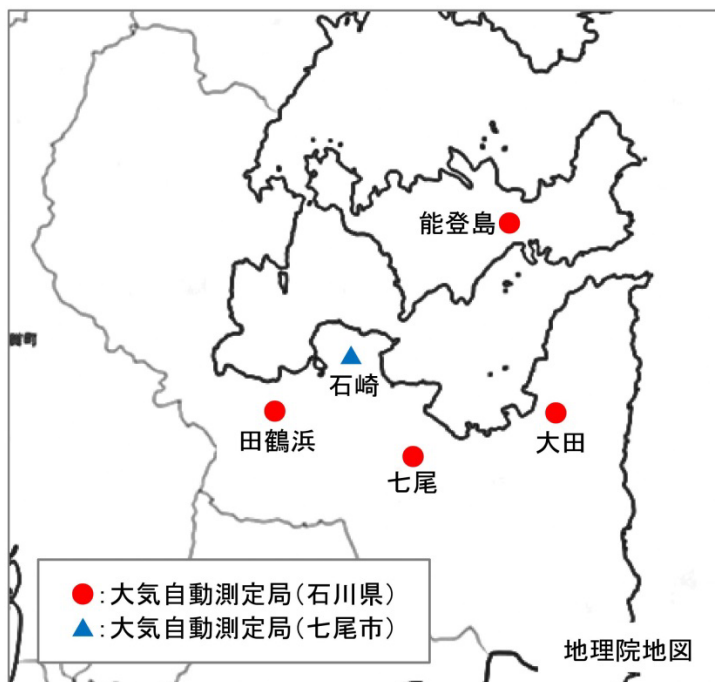 能登島
石崎
田鶴浜
大田
七尾
●:大気自動測定局(石川県)
▲:大気自動測定局(七尾市)
地理院地図